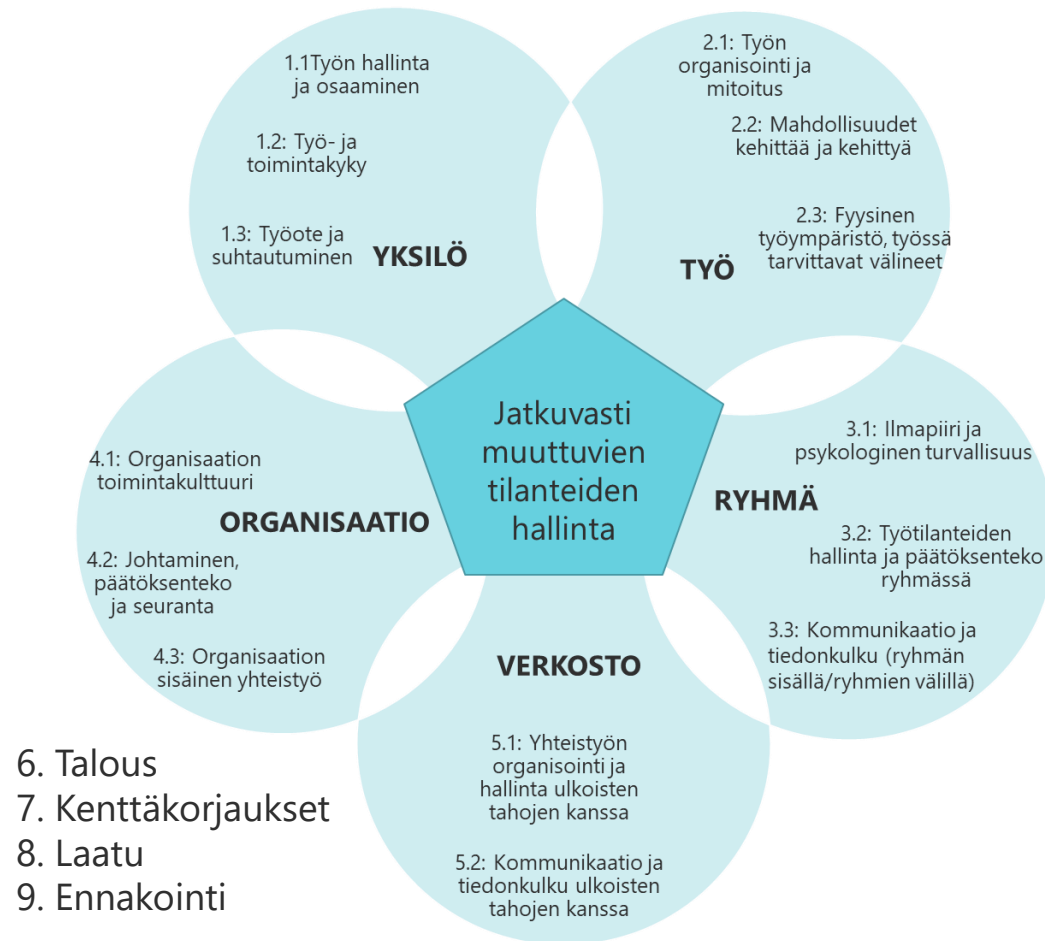 1.1Työn hallinta
ja osaaminen
1.2: Työ- ja
toimintakyky
1.3: Työote ja
suhtautuminen
YKSILÖ
2.1: Työn
organisointi ja
mitoitus
2.2: Mahdollisuudet
kehittää ja kehittyä
2.3: Fyysinen
työympäristö, työssä
tarvittavat välineet
TYÖ
Jatkuvasti
muuttuvien
tilanteiden
hallinta
3.1: Ilmapiiri ja
psykologinen turvallisuus
RYHMÄ
3.2: Työtilanteiden
hallinta ja päätöksenteko
ryhmässä
3.3: Kommunikaatio ja
tiedonkulku (ryhmän
sisällä/ryhmien välillä)
4.1: Organisaation
toimintakulttuuri
ORGANISAATIO
4.2: Johtaminen,
päätöksenteko
ja seuranta
4.3: Organisaation
sisäinen yhteistyö
VERKOSTO
5.1: Yhteistyön
organisointi ja
hallinta ulkoisten
tahojen kanssa
5.2: Kommunikaatio ja
tiedonkulku ulkoisten
tahojen kanssa
6. Talous
7. Kenttäkorjaukset
8. Laatu
9. Ennakointi